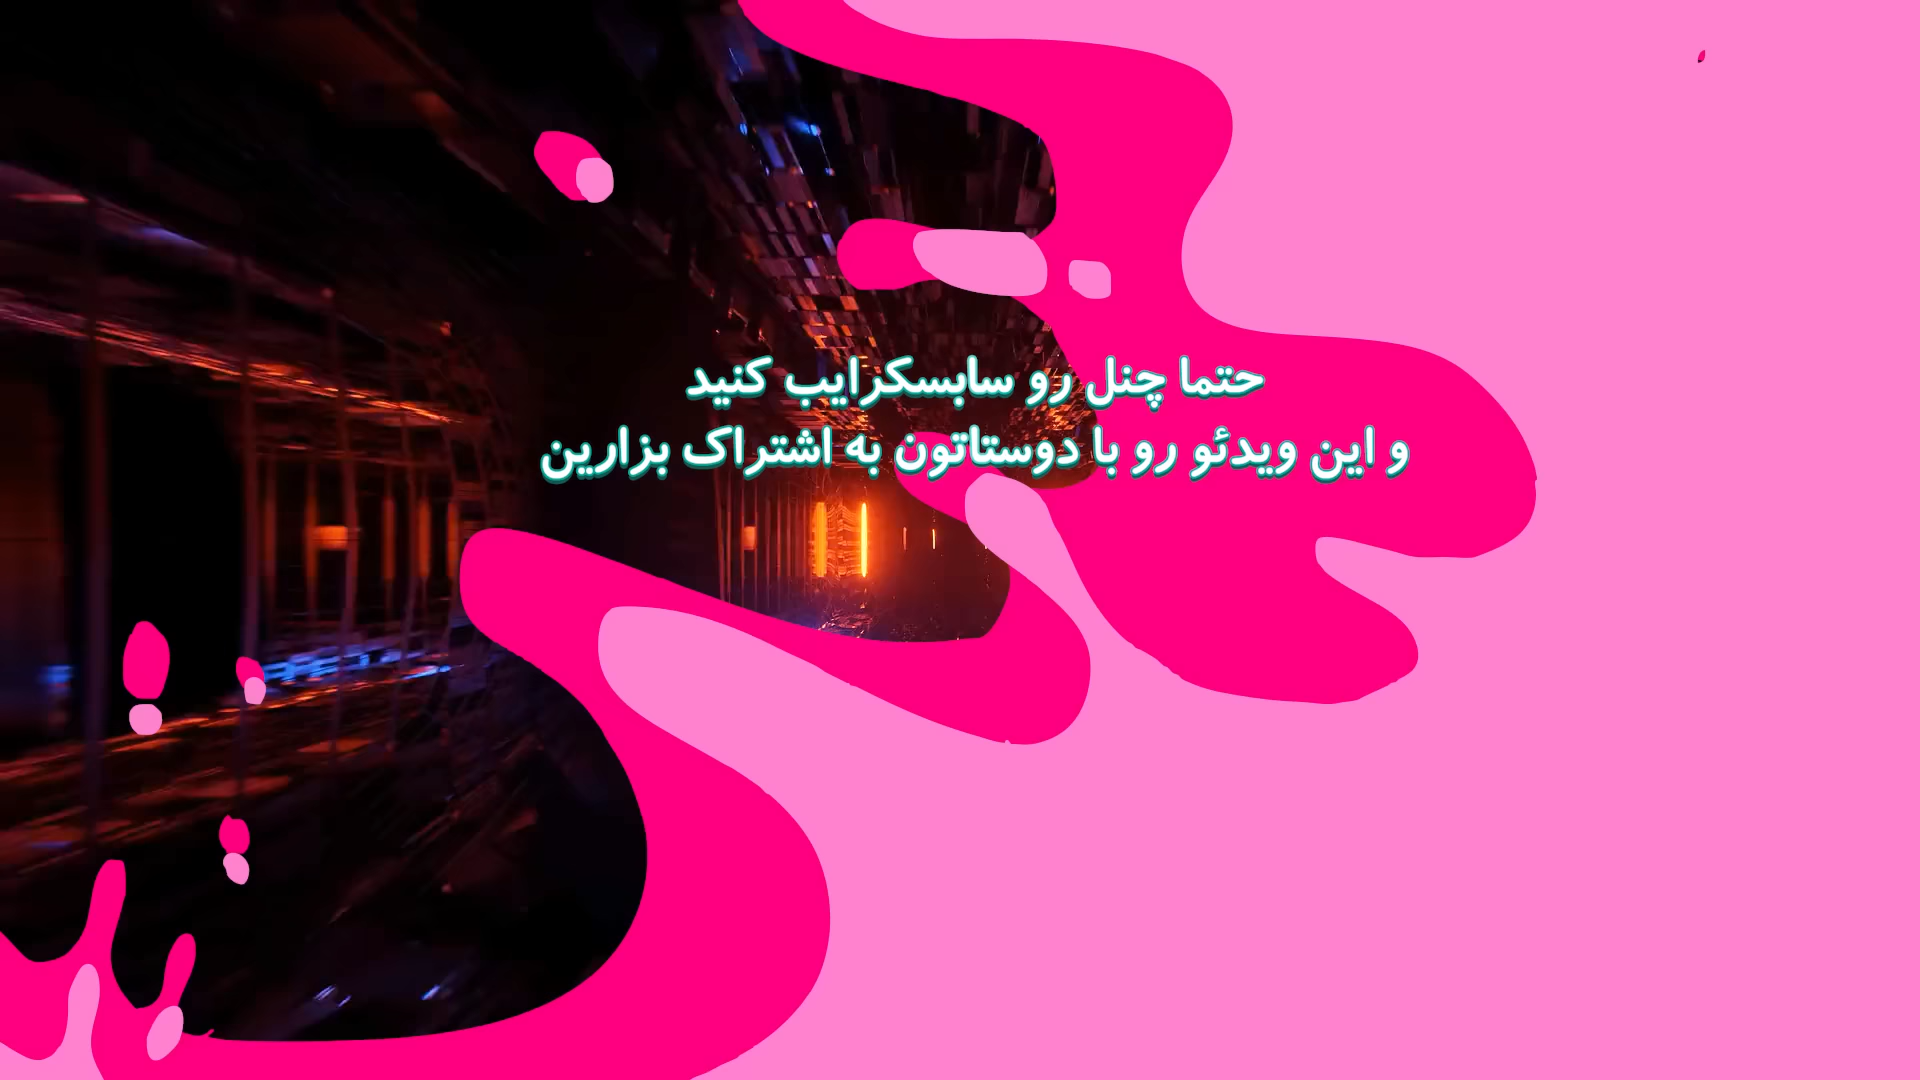 حتما چنل رو سابسکرایب کنید
و این ویدئو رو با دوستاتون به اشتراک بزارین